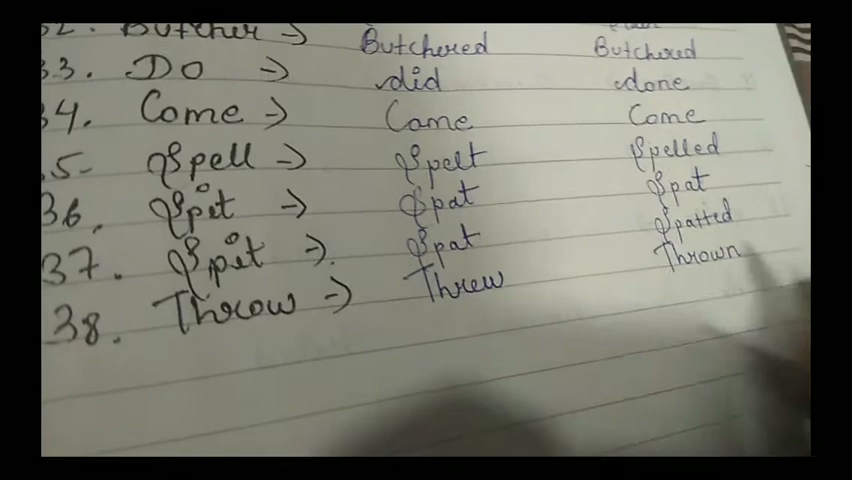 32. Butcher -> Butchered Butchered
33. Do -> did done
34. Come -> Came Come
35- Spell -> Spelt Spelled
36. Spit -> Spat Spat
37. Spit -> Spat Spatted
38. Throw -> Threw Thrown